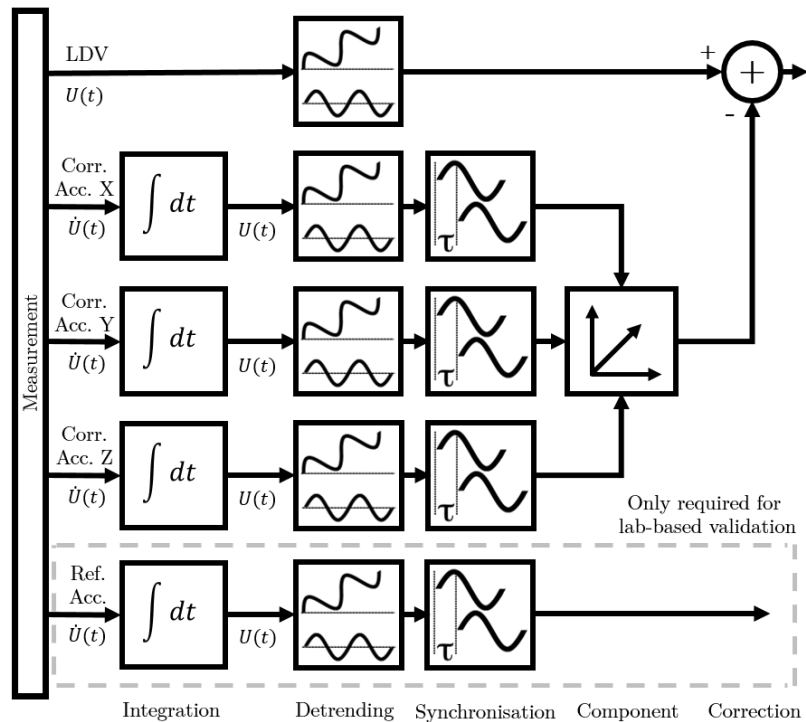 LDV
U(t)
+
+
-
Corr.
Acc. X
U̇(t)
∫ dt
U(t)
τ
Corr.
Acc. Y
U̇(t)
∫ dt
U(t)
τ
Measurement
Corr.
Acc. Z
U̇(t)
∫ dt
U(t)
τ
Only required for
lab-based validation
Ref.
Acc.
U̇(t)
∫ dt
U(t)
τ
Integration
Detrending
Synchronisation
Component
Correction